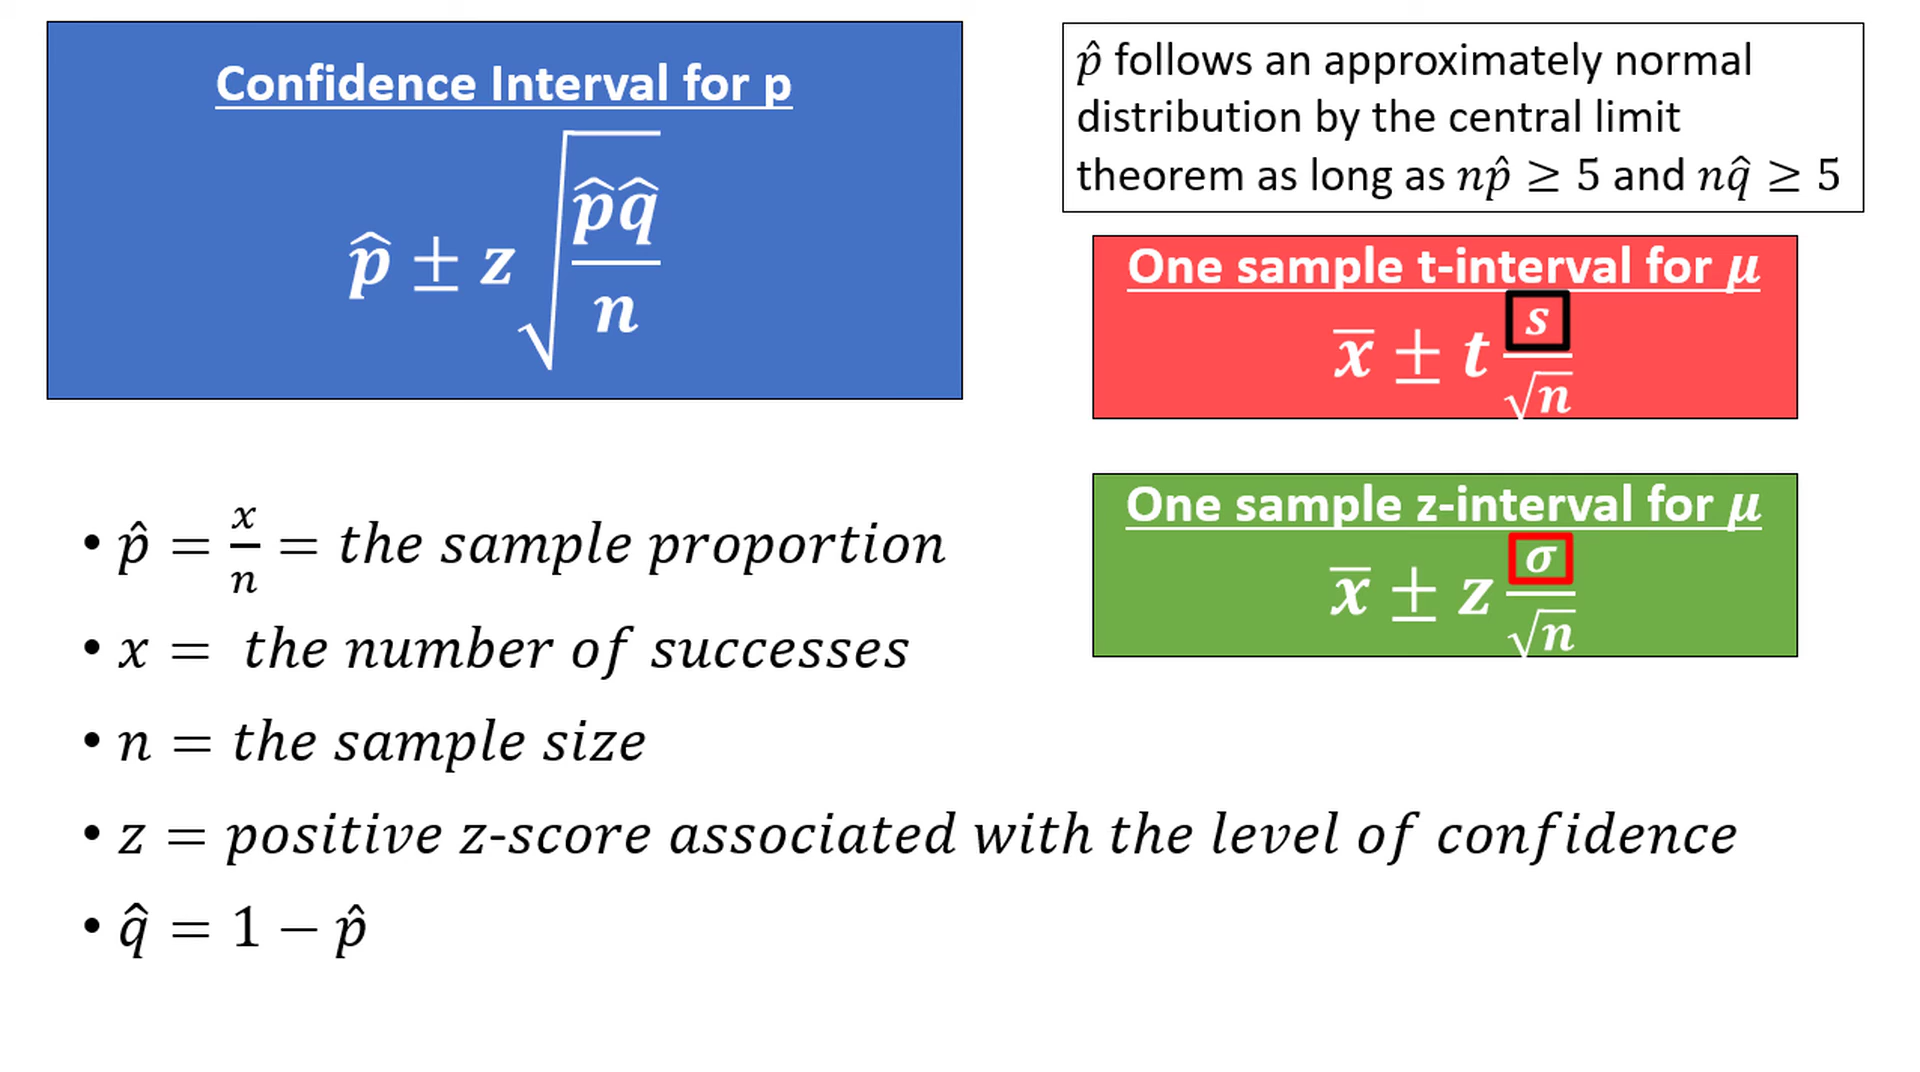 Confidence Interval for p
p̂ ± z √(p̂q̂/n)
p̂ follows an approximately normal
distribution by the central limit
theorem as long as np̂ ≥ 5 and nq̂ ≥ 5
One sample t-interval for μ
x̅ ± t s/√n
One sample z-interval for μ
x̅ ± z σ/√n
• p̂ = x/n = the sample proportion
• x = the number of successes
• n = the sample size
• z = positive z-score associated with the level of confidence
• q̂ = 1 − p̂